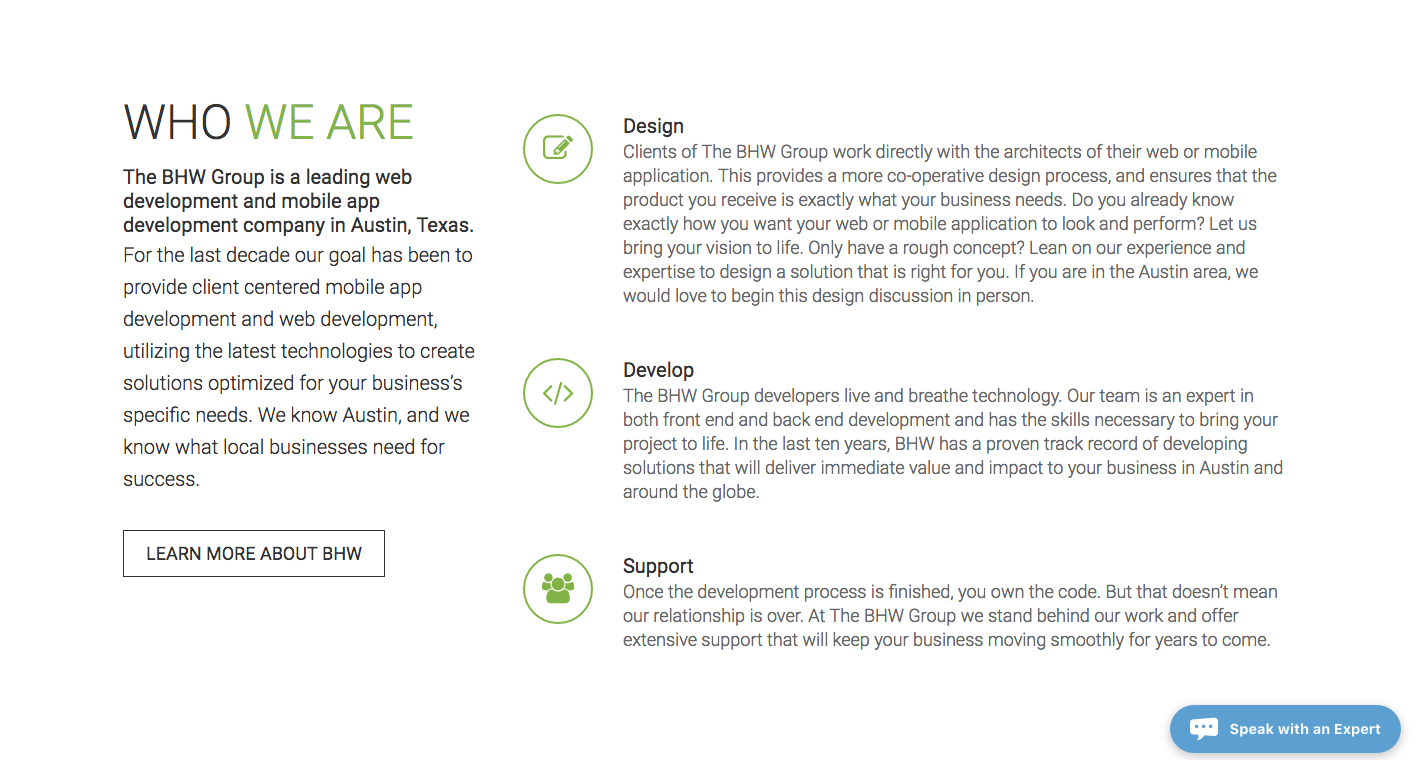 WHO WE ARE
The BHW Group is a leading web
development and mobile app
development company in Austin, Texas.
For the last decade our goal has been to
provide client centered mobile app
development and web development,
utilizing the latest technologies to create
solutions optimized for your business’s
specific needs. We know Austin, and we
know what local businesses need for
success.
LEARN MORE ABOUT BHW
Design
Clients of The BHW Group work directly with the architects of their web or mobile
application. This provides a more co-operative design process, and ensures that the
product you receive is exactly what your business needs. Do you already know
exactly how you want your web or mobile application to look and perform? Let us
bring your vision to life. Only have a rough concept? Lean on our experience and
expertise to design a solution that is right for you. If you are in the Austin area, we
would love to begin this design discussion in person.
Develop
The BHW Group developers live and breathe technology. Our team is an expert in
both front end and back end development and has the skills necessary to bring your
project to life. In the last ten years, BHW has a proven track record of developing
solutions that will deliver immediate value and impact to your business in Austin and
around the globe.
Support
Once the development process is finished, you own the code. But that doesn’t mean
our relationship is over. At The BHW Group we stand behind our work and offer
extensive support that will keep your business moving smoothly for years to come.
Speak with an Expert